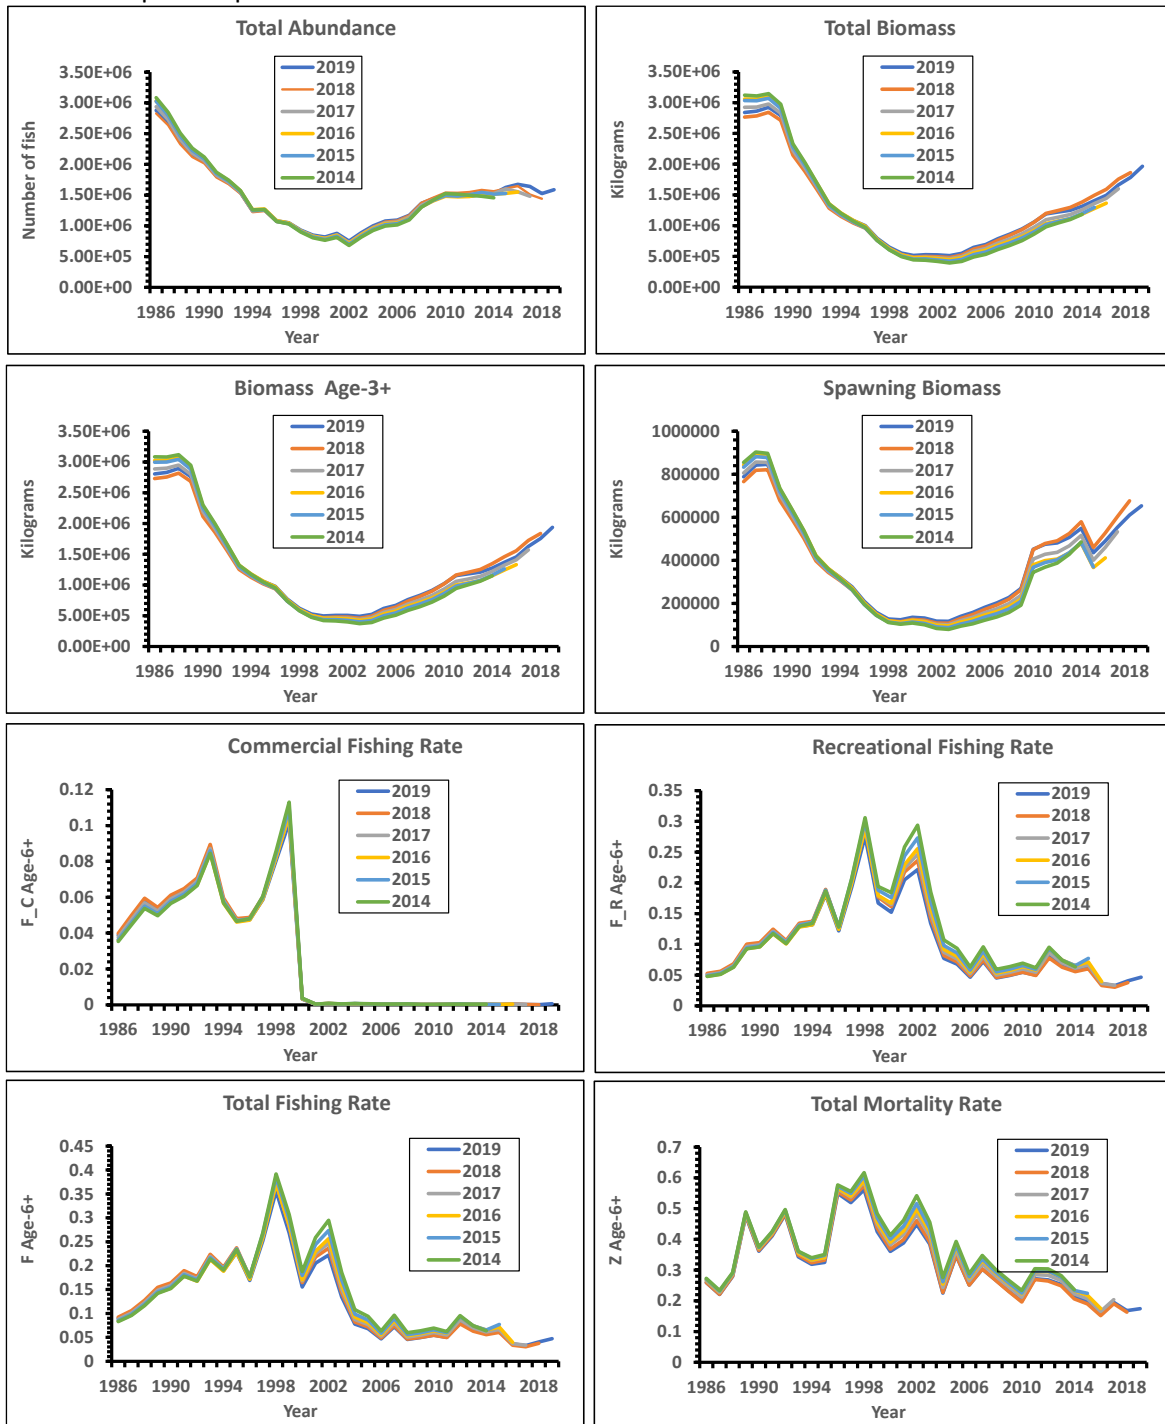 Total Abundance
Number of fish
3.50E+06
3.00E+06
2.50E+06
2.00E+06
1.50E+06
1.00E+06
5.00E+05
0.00E+00
2019
2018
2017
2016
2015
2014
1986 1990 1994 1998 2002 2006 2010 2014 2018
Year
Total Biomass
Kilograms
3.50E+06
3.00E+06
2.50E+06
2.00E+06
1.50E+06
1.00E+06
5.00E+05
0.00E+00
2019
2018
2017
2016
2015
2014
1986 1990 1994 1998 2002 2006 2010 2014 2018
Year
Biomass Age-3+
Kilograms
3.50E+06
3.00E+06
2.50E+06
2.00E+06
1.50E+06
1.00E+06
5.00E+05
0.00E+00
2019
2018
2017
2016
2015
2014
1986 1990 1994 1998 2002 2006 2010 2014 2018
Year
Spawning Biomass
Kilograms
1000000
800000
600000
400000
200000
0
2019
2018
2017
2016
2015
2014
1986 1990 1994 1998 2002 2006 2010 2014 2018
Year
Commercial Fishing Rate
F_C Age-6+
0.12
0.1
0.08
0.06
0.04
0.02
0
2019
2018
2017
2016
2015
2014
1986 1990 1994 1998 2002 2006 2010 2014 2018
Year
Recreational Fishing Rate
F_R Age-6+
0.35
0.3
0.25
0.2
0.15
0.1
0.05
0
2019
2018
2017
2016
2015
2014
1986 1990 1994 1998 2002 2006 2010 2014 2018
Year
Total Fishing Rate
F Age-6+
0.45
0.4
0.35
0.3
0.25
0.2
0.15
0.1
0.05
0
2019
2018
2017
2016
2015
2014
1986 1990 1994 1998 2002 2006 2010 2014 2018
Year
Total Mortality Rate
Z Age-6+
0.7
0.6
0.5
0.4
0.3
0.2
0.1
0
2019
2018
2017
2016
2015
2014
1986 1990 1994 1998 2002 2006 2010 2014 2018
Year